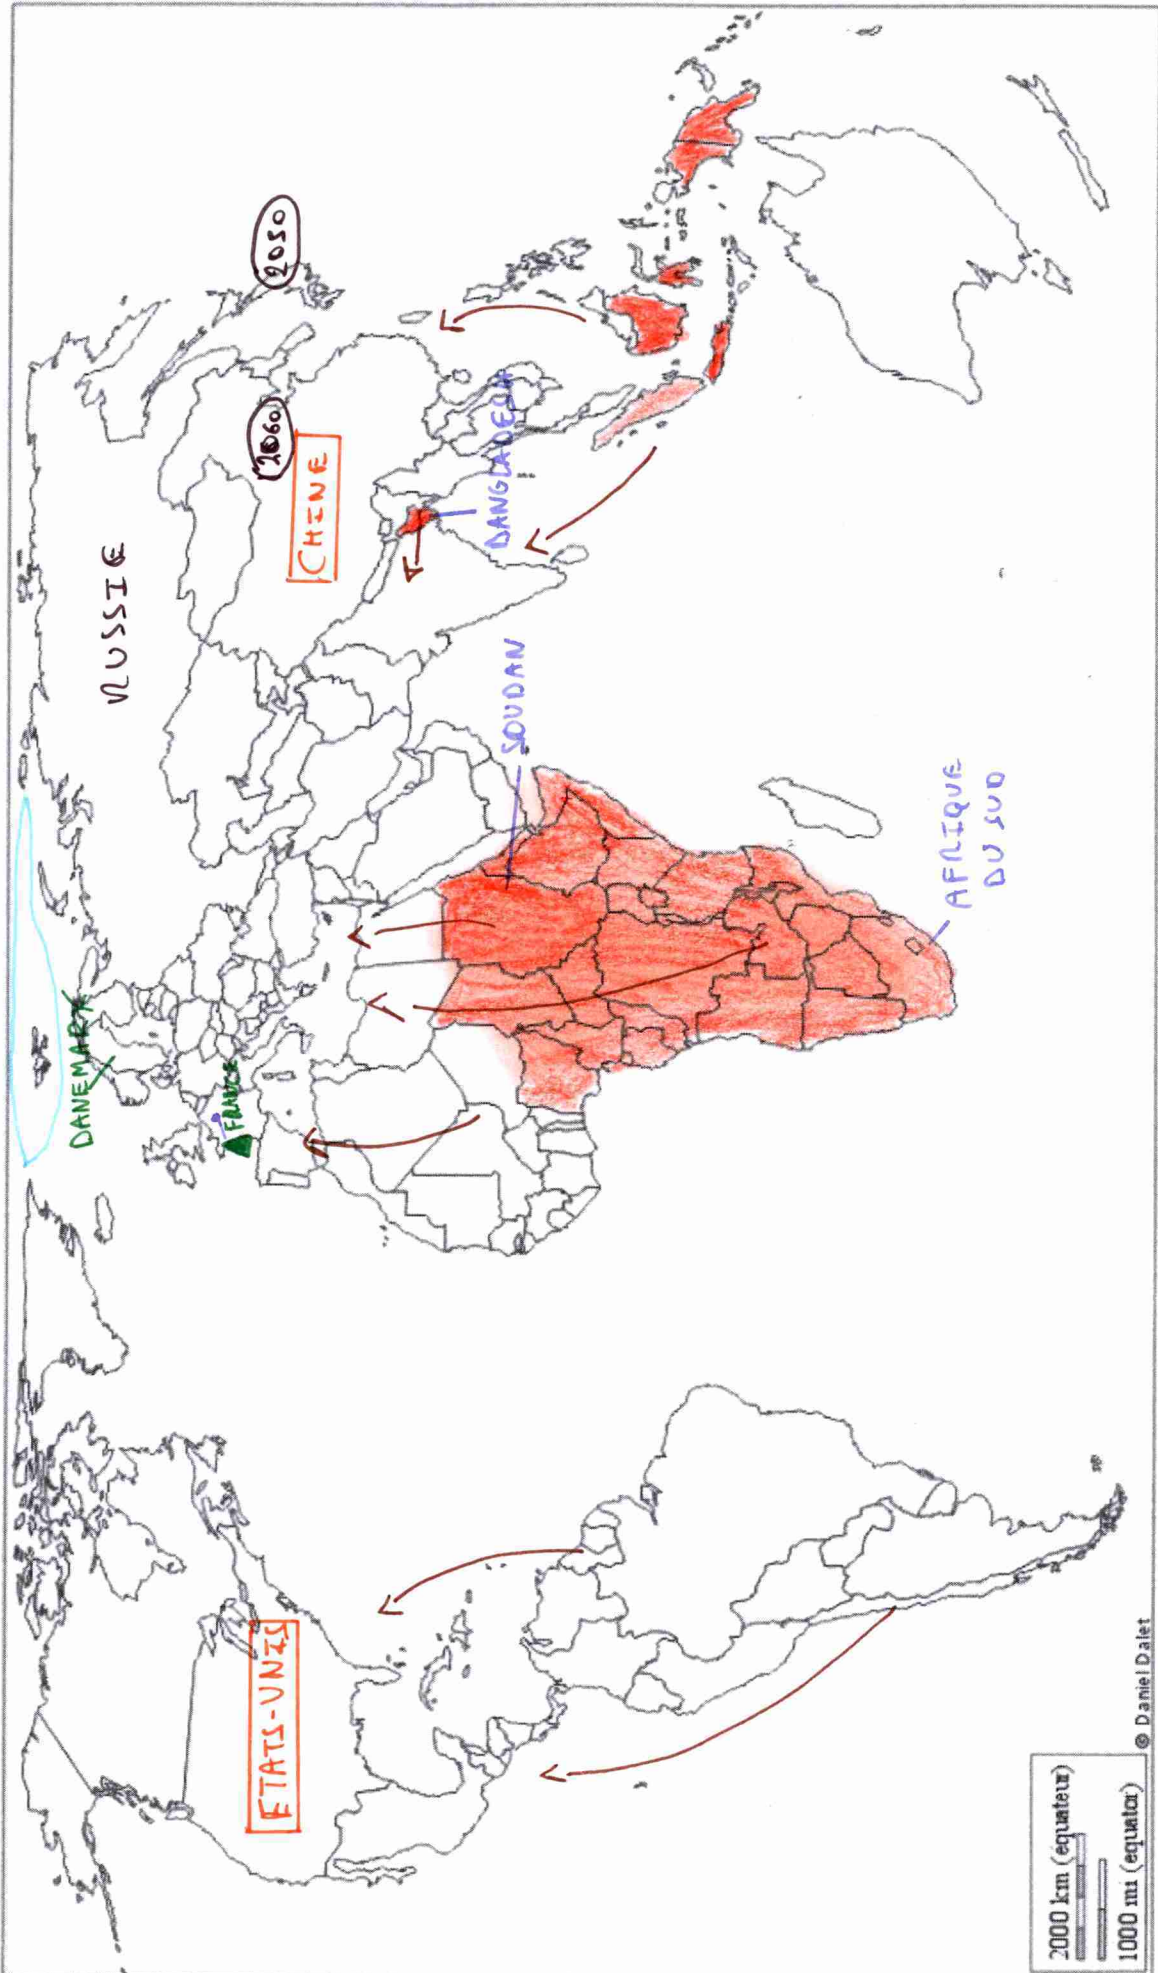 RUSSIE
2050
2060
CHINE
DANEMARK
FRANCE
ETATS-UNIS
DANGLADESH
SOUDAN
AFRIQUE
DU SUD
2000 km (équateur)
1000 mi (equator)
© Daniel Dalet